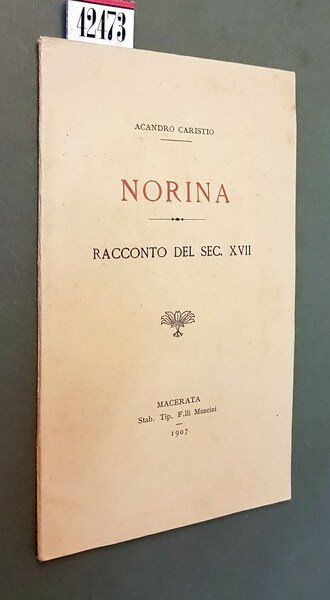 42473
ACANDRO CARISTIO
NORINA
RACCONTO DEL SEC. XVII
MACERATA
Stab. Tip. F.lli Mancini
1907